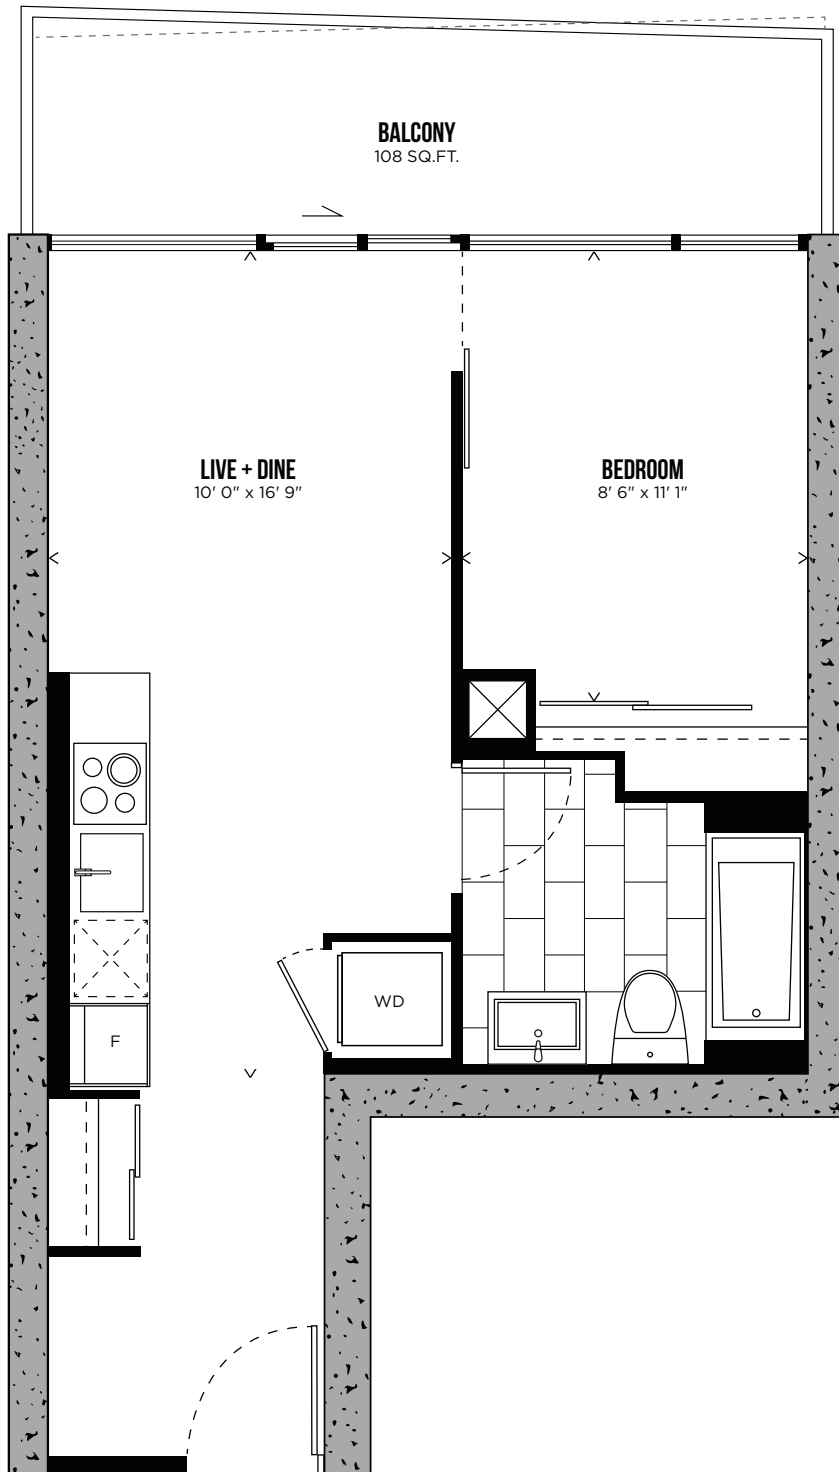 BALCONY
108 SQ.FT.
LIVE + DINE
10' 0" x 16' 9"
BEDROOM
8' 6" x 11' 1"
WD
F